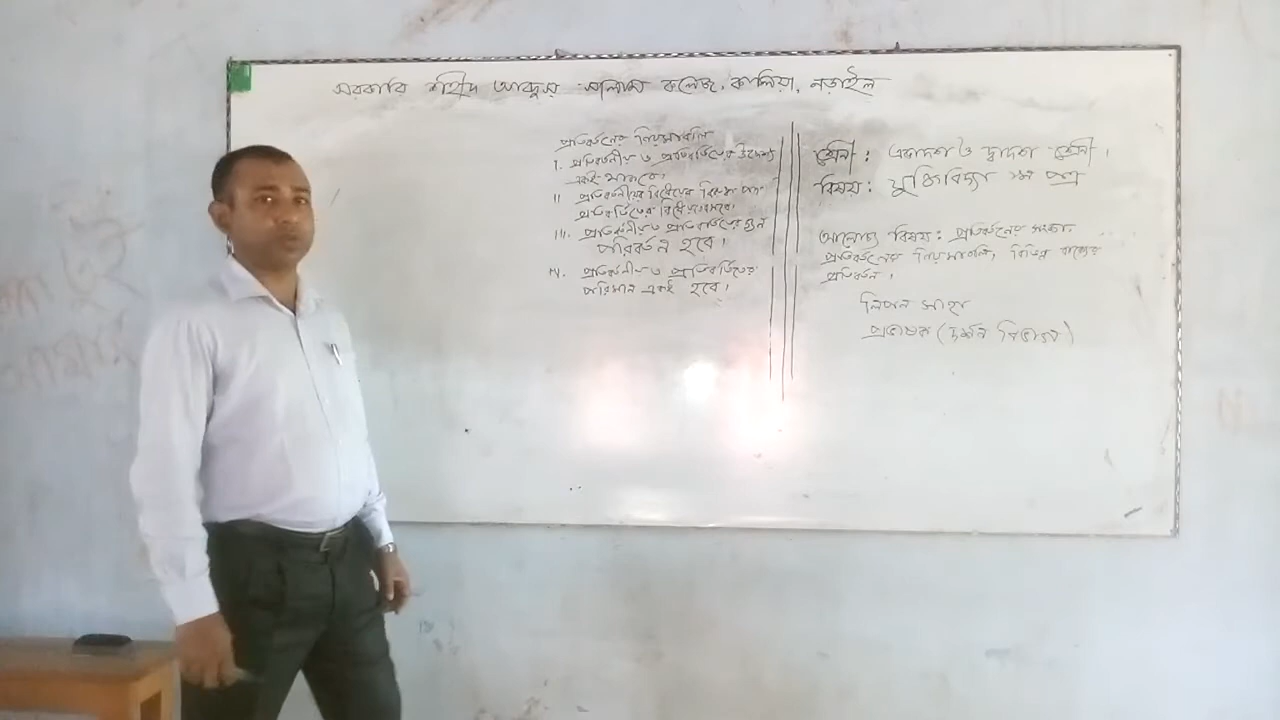 সরকারি শহীদ আবদুস সালাম কলেজ, কালিয়া, নড়াইল
প্রতিবর্তনের নিয়মাবলি
I. প্রতিবর্তনীয় ও প্রতিবর্তিতের উদ্দেশ্য
একই থাকবে।
II. প্রতিবর্তনীয়ের বিধেয়ের বিরুদ্ধ পদ
প্রতিবর্তিতের বিধেয় হবে।
III. প্রতিবর্তনীয় ও প্রতিবর্তিতের গুন
পরিবর্তন হবে।
IV. প্রতিবর্তনীয় ও প্রতিবর্তিতের
পরিমান একই হবে।
শ্রেনী : একাদশ ও দ্বাদশ শ্রেনী।
বিষয় : যুক্তিবিদ্যা ১ম পত্র
আলোচ্য বিষয় : প্রতিবর্তনের সংজ্ঞা,
প্রতিবর্তনের নিয়মাবলি, বিভিন্ন বাক্যের
প্রতিবর্তন।
লিপন সাহা
প্রভাষক (দর্শন বিভাগ)